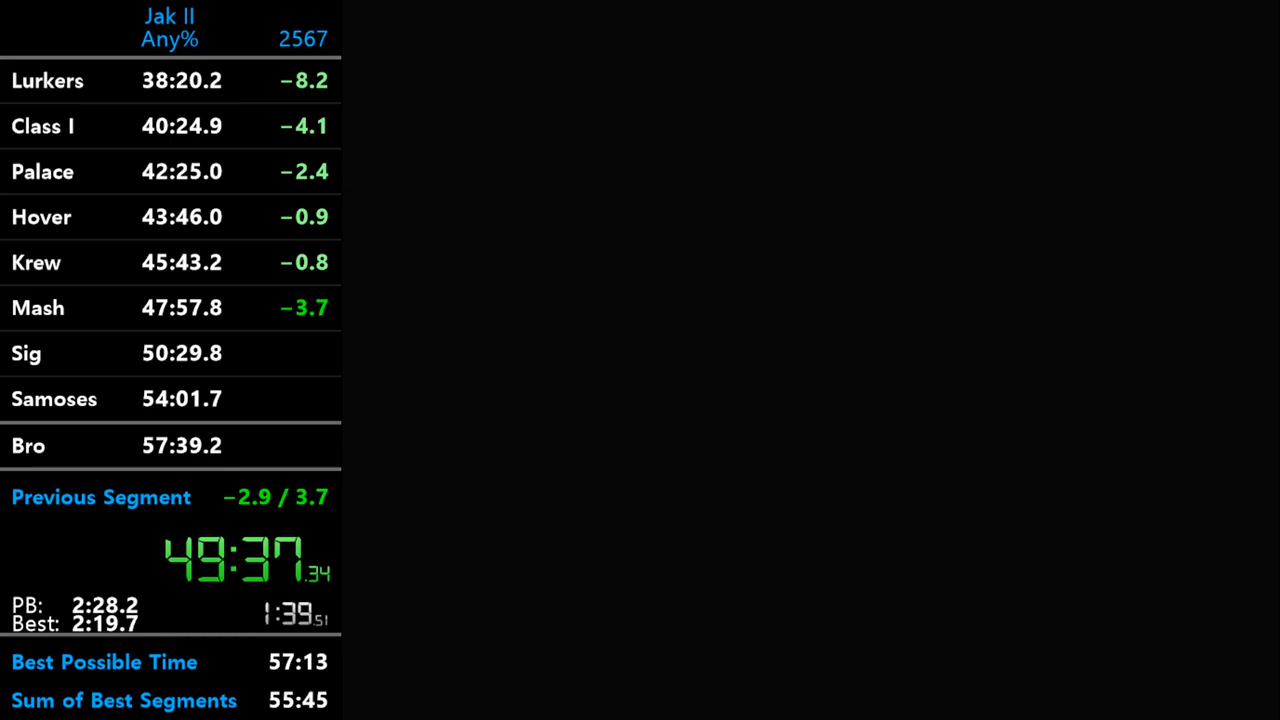 Jak II
Any% 2567
Lurkers 38:20.2 −8.2
Class I 40:24.9 −4.1
Palace 42:25.0 −2.4
Hover 43:46.0 −0.9
Krew 45:43.2 −0.8
Mash 47:57.8 −3.7
Sig 50:29.8
Samoses 54:01.7
Bro 57:39.2
Previous Segment −2.9 / 3.7
49:37.34
PB: 2:28.2 1:39.51
Best: 2:19.7
Best Possible Time 57:13
Sum of Best Segments 55:45